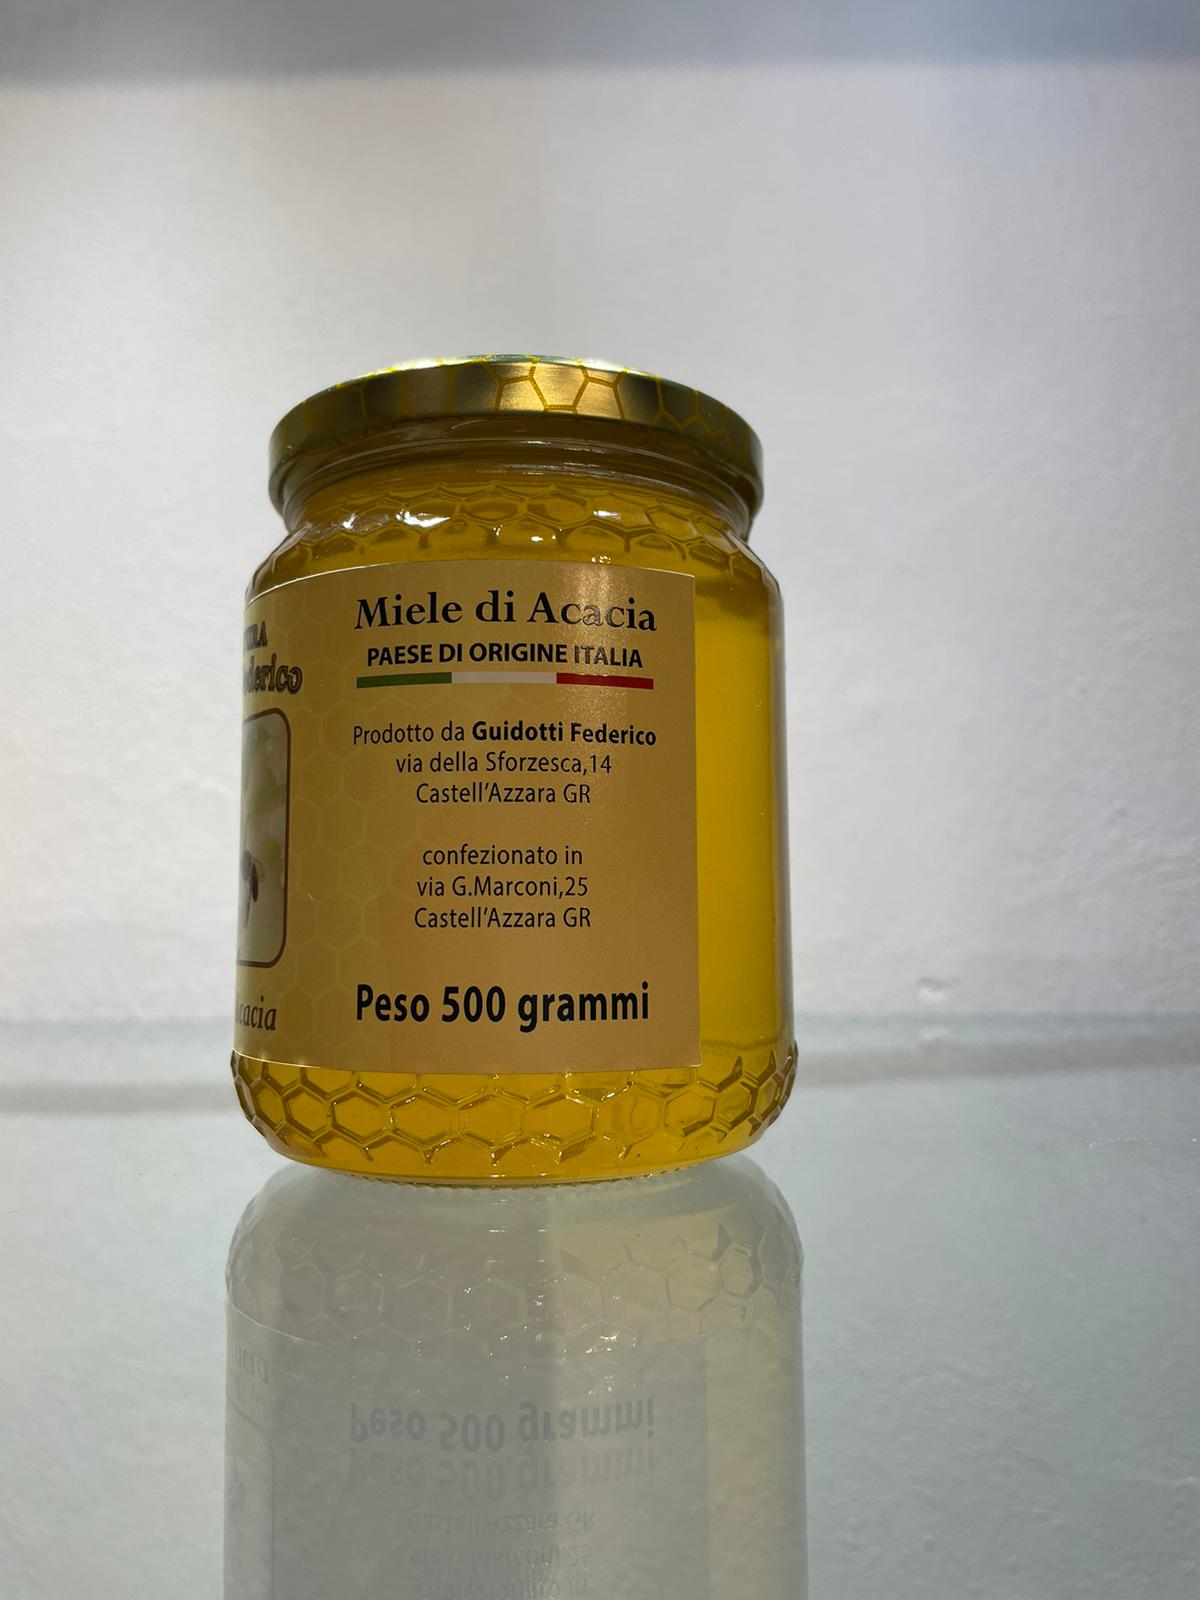 Miele di Acacia
PAESE DI ORIGINE ITALIA
Prodotto da Guidotti Federico
via della Sforzesca,14
Castell'Azzara GR
confezionato in
via G.Marconi,25
Castell'Azzara GR
Peso 500 grammi